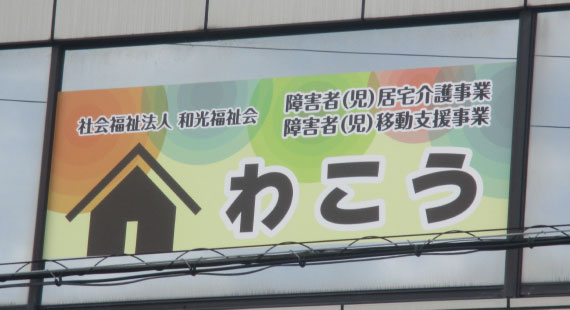 社会福祉法人 和光福祉会
障害者(児)居宅介護事業
障害者(児)移動支援事業
わこう